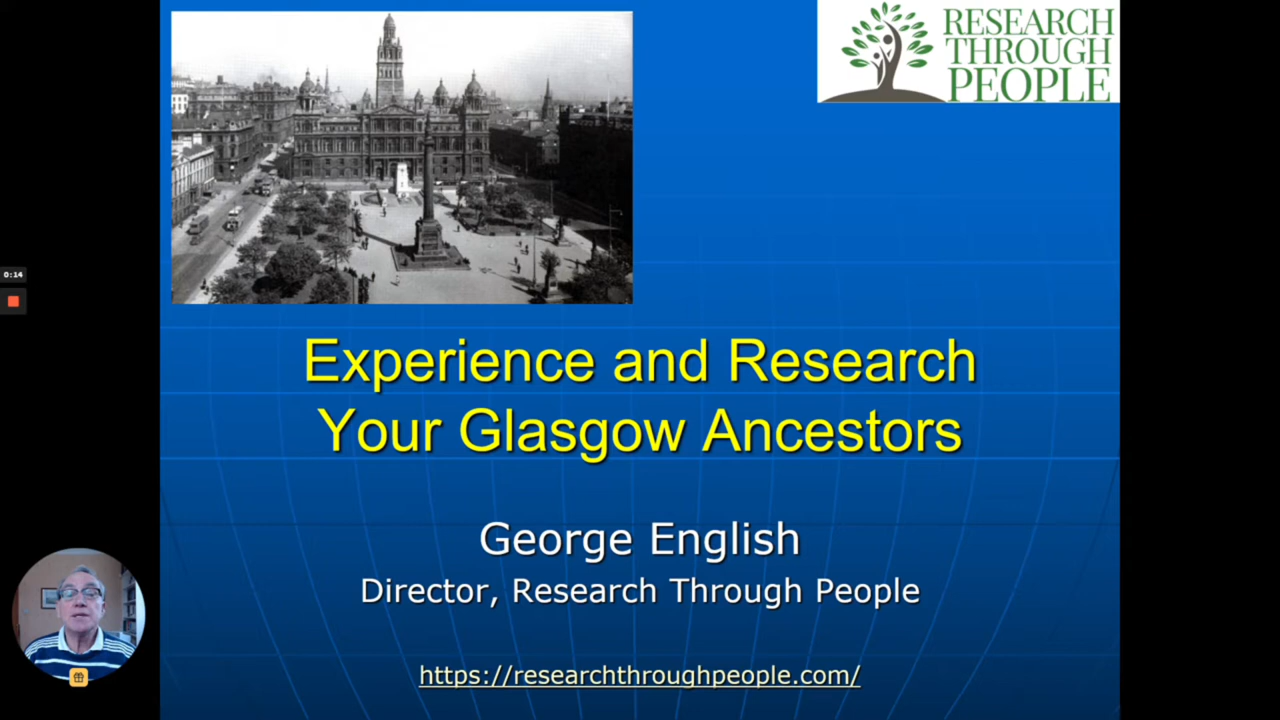 RESEARCH
THROUGH
PEOPLE
0:14
Experience and Research
Your Glasgow Ancestors
George English
Director, Research Through People
https://researchthroughpeople.com/